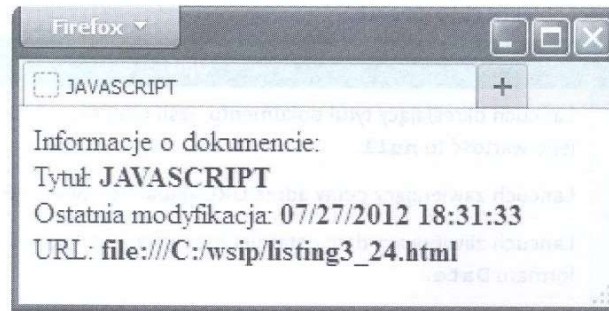 Firefox
JAVASCRIPT
+
Informacje o dokumencie:
Tytuł: JAVASCRIPT
Ostatnia modyfikacja: 07/27/2012 18:31:33
URL: file:///C:/wsip/listing3_24.html